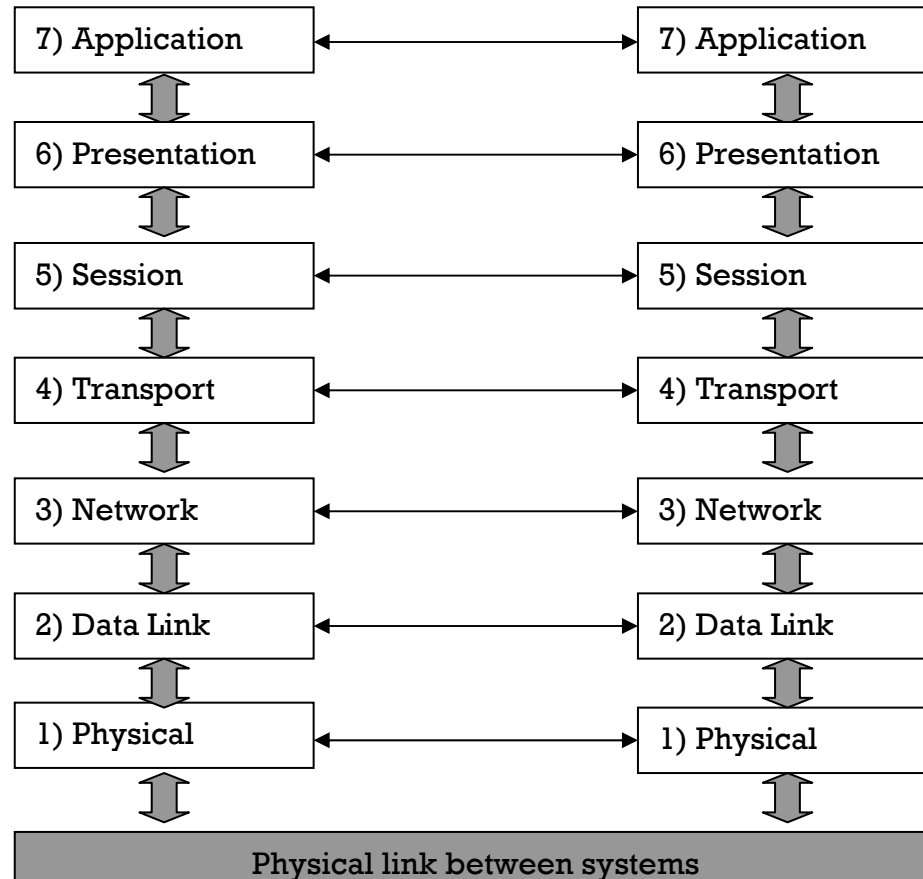 7) Application
7) Application
6) Presentation
6) Presentation
5) Session
5) Session
4) Transport
4) Transport
3) Network
3) Network
2) Data Link
2) Data Link
1) Physical
1) Physical
Physical link between systems